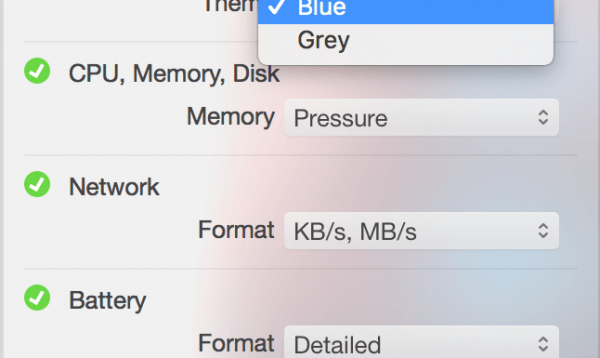 Them
✓ Blue
Grey
CPU, Memory, Disk
Memory Pressure
Network
Format KB/s, MB/s
Battery
Format Detailed